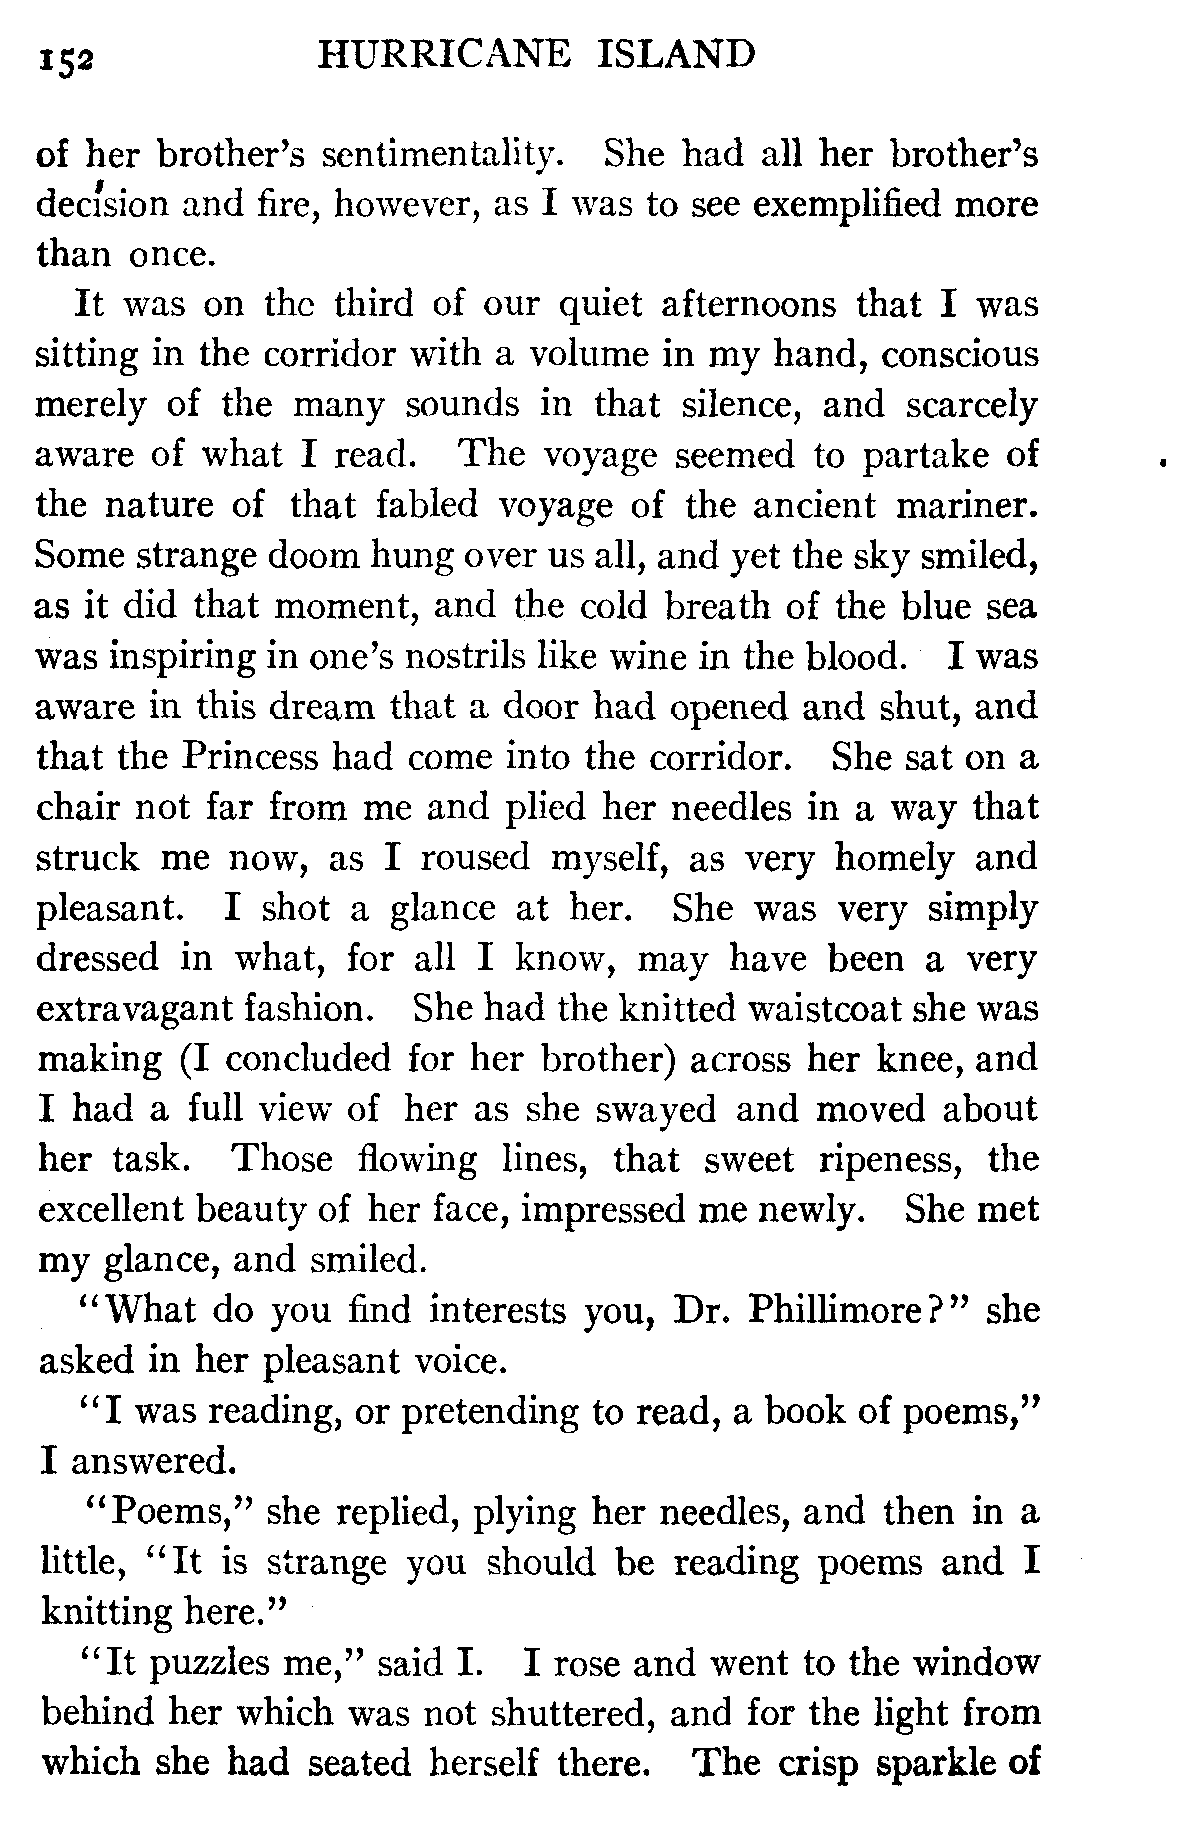 152 HURRICANE ISLAND
of her brother's sentimentality. She had all her brother's
decision and fire, however, as I was to see exemplified more
than once.
It was on the third of our quiet afternoons that I was
sitting in the corridor with a volume in my hand, conscious
merely of the many sounds in that silence, and scarcely
aware of what I read. The voyage seemed to partake of
the nature of that fabled voyage of the ancient mariner.
Some strange doom hung over us all, and yet the sky smiled,
as it did that moment, and the cold breath of the blue sea
was inspiring in one's nostrils like wine in the blood. I was
aware in this dream that a door had opened and shut, and
that the Princess had come into the corridor. She sat on a
chair not far from me and plied her needles in a way that
struck me now, as I roused myself, as very homely and
pleasant. I shot a glance at her. She was very simply
dressed in what, for all I know, may have been a very
extravagant fashion. She had the knitted waistcoat she was
making (I concluded for her brother) across her knee, and
I had a full view of her as she swayed and moved about
her task. Those flowing lines, that sweet ripeness, the
excellent beauty of her face, impressed me newly. She met
my glance, and smiled.
"What do you find interests you, Dr. Phillimore?" she
asked in her pleasant voice.
"I was reading, or pretending to read, a book of poems,"
I answered.
"Poems," she replied, plying her needles, and then in a
little, "It is strange you should be reading poems and I
knitting here."
"It puzzles me," said I. I rose and went to the window
behind her which was not shuttered, and for the light from
which she had seated herself there. The crisp sparkle of